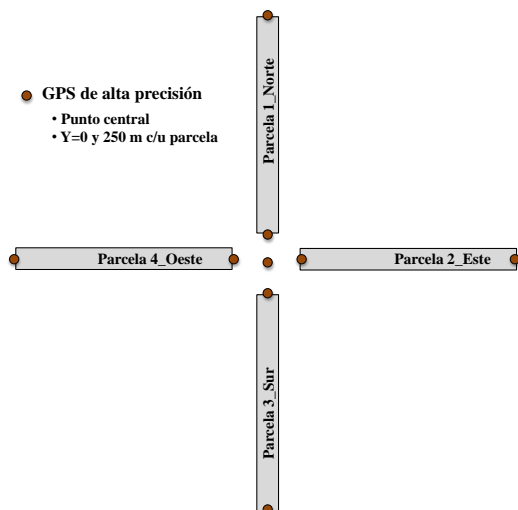 GPS de alta precisión
• Punto central
• Y=0 y 250 m c/u parcela
Parcela 1_Norte
Parcela 4_Oeste
Parcela 2_Este
Parcela 3_Sur